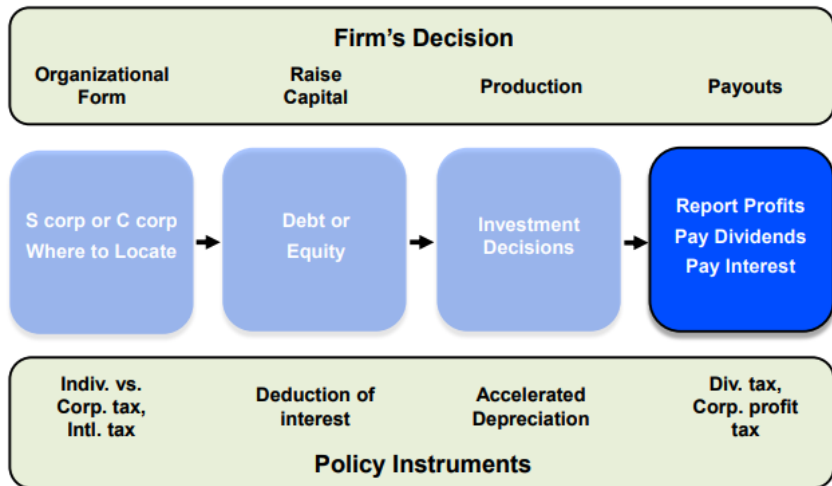 Firm's Decision
Organizational
Form
Raise
Capital
Production
Payouts
S corp or C corp
Where to Locate
Debt or
Equity
Investment
Decisions
Report Profits
Pay Dividends
Pay Interest
Indiv. vs.
Corp. tax,
Intl. tax
Deduction of
interest
Accelerated
Depreciation
Div. tax,
Corp. profit
tax
Policy Instruments